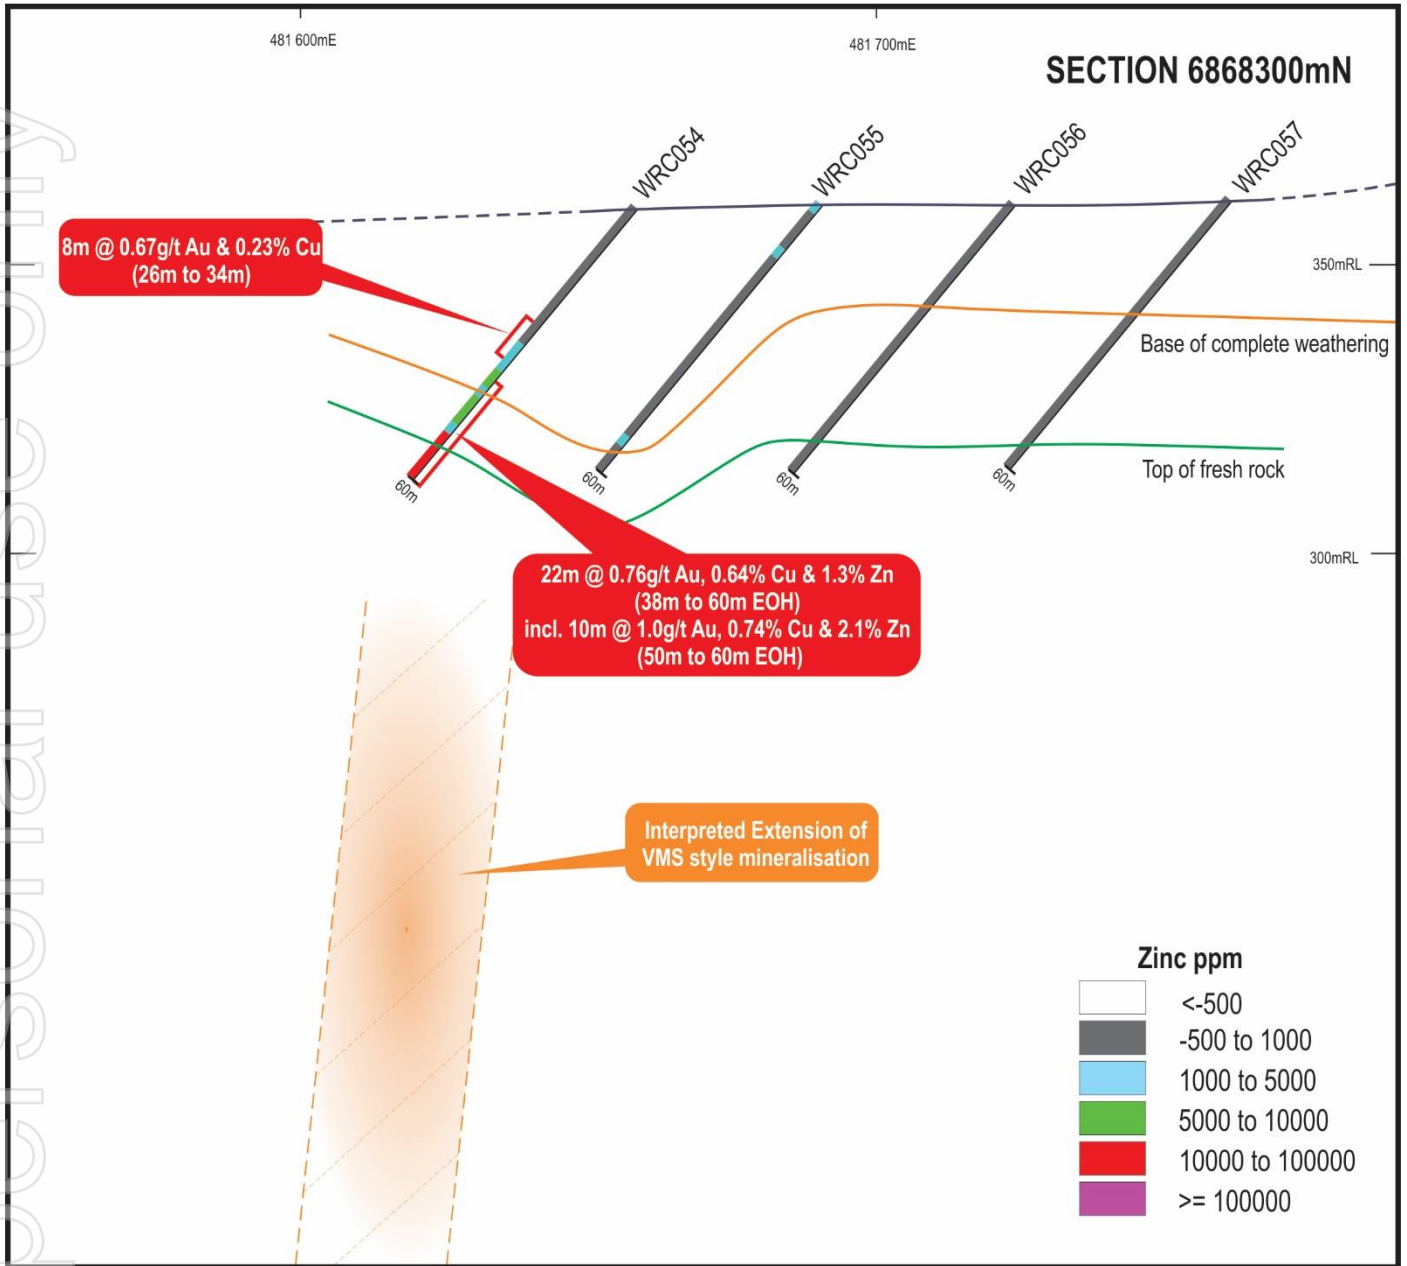 481 600mE
481 700mE
SECTION 6868300mN
WRC054
WRC055
WRC056
WRC057
8m @ 0.67g/t Au & 0.23% Cu
(26m to 34m)
350mRL
Base of complete weathering
Top of fresh rock
60m
60m
60m
60m
300mRL
22m @ 0.76g/t Au, 0.64% Cu & 1.3% Zn
(38m to 60m EOH)
incl. 10m @ 1.0g/t Au, 0.74% Cu & 2.1% Zn
(50m to 60m EOH)
Interpreted Extension of
VMS style mineralisation
Zinc ppm
<-500
-500 to 1000
1000 to 5000
5000 to 10000
10000 to 100000
>= 100000
personal use only